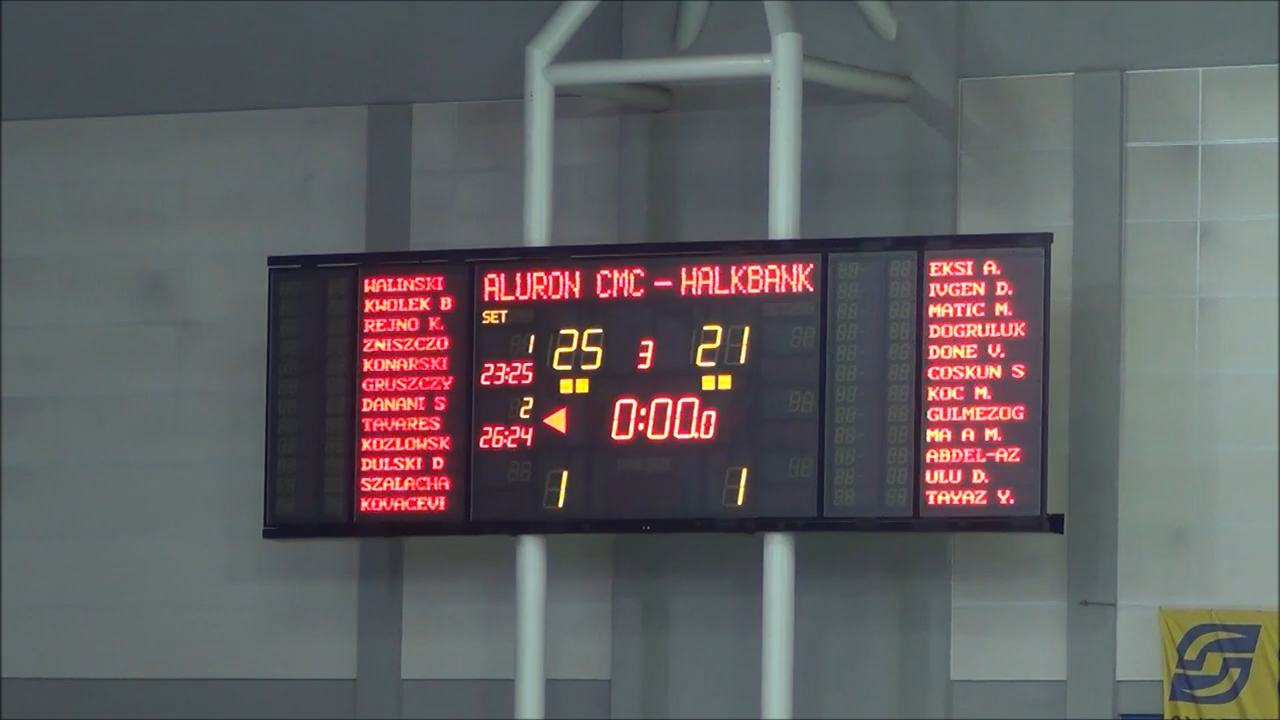 ALURON CMC - HALKBANK
WALINSKI
KWOLEK B
REJNO K.
ZNISZCZO
KONARSKI
GRUSZCZY
DANANI S
TAVARES
KOZLOWSK
DULSKI D
SZALACHA
KOVACEVI
SET
1
23:25
2
26:24
25 3 21
0:00.0
1 1
EKSI A.
IVGEN D.
MATIC M.
DOGRULUK
DONE V.
COSKUN S
KOC M.
GULMEZOG
MA A M.
ABDEL-AZ
ULU D.
TAYAZ Y.